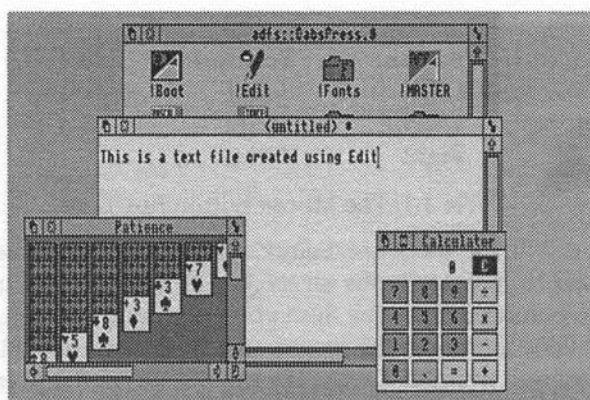 adfs::DabsPress.$
!Boot !Edit !Fonts !MASTER
(untitled) *
This is a text file created using Edit
Patience
7
3
3
8
5
8
Calculator
0 C
7 8 9 ÷
4 5 6 x
1 2 3 -
0 . = +